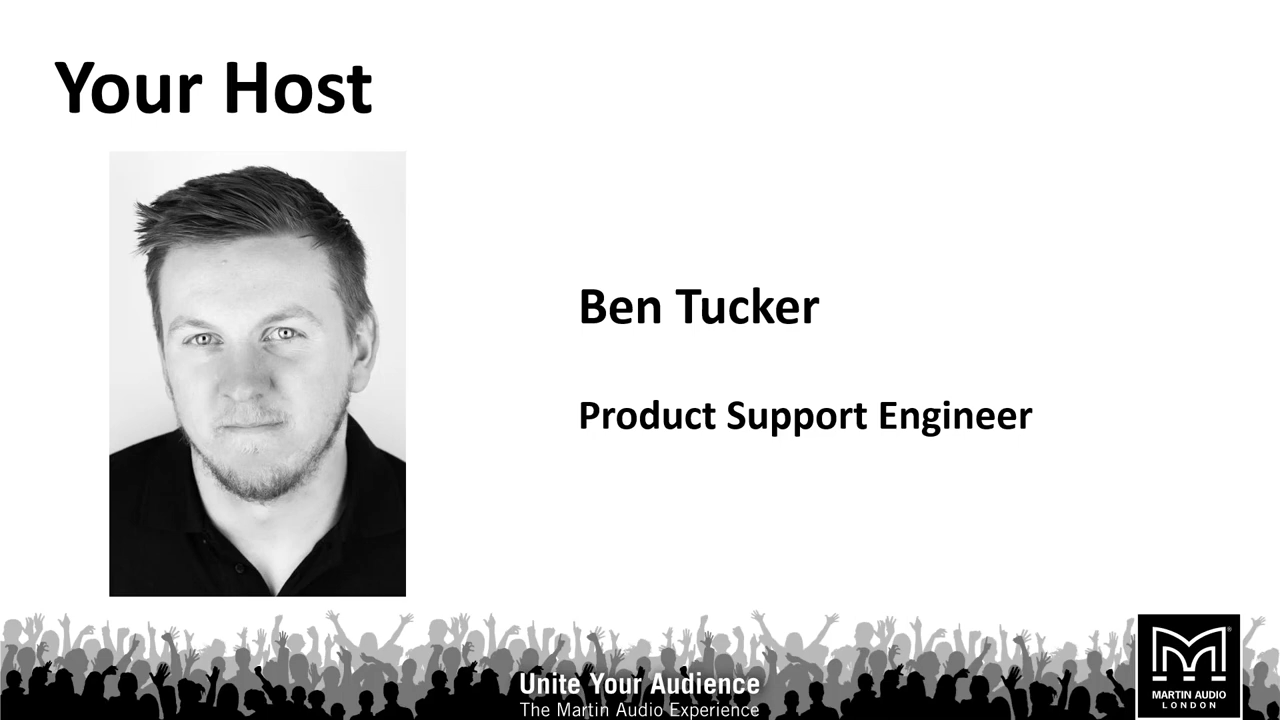 Your Host
Ben Tucker
Product Support Engineer
Unite Your Audience
The Martin Audio Experience
®
MARTIN AUDIO
LONDON